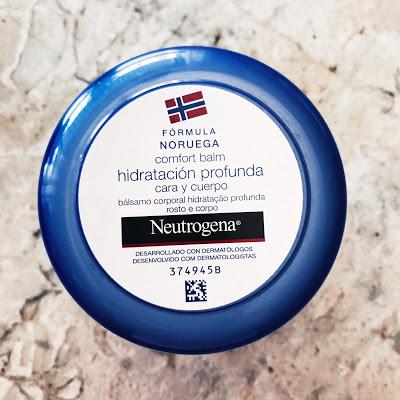 FÓRMULA
NORUEGA
comfort balm
hidratación profunda
cara y cuerpo
bálsamo corporal hidratação profunda
rosto e corpo
Neutrogena®
DESARROLLADO CON DERMATÓLOGOS
DESENVOLVIDO COM DERMATOLOGISTAS
374945B